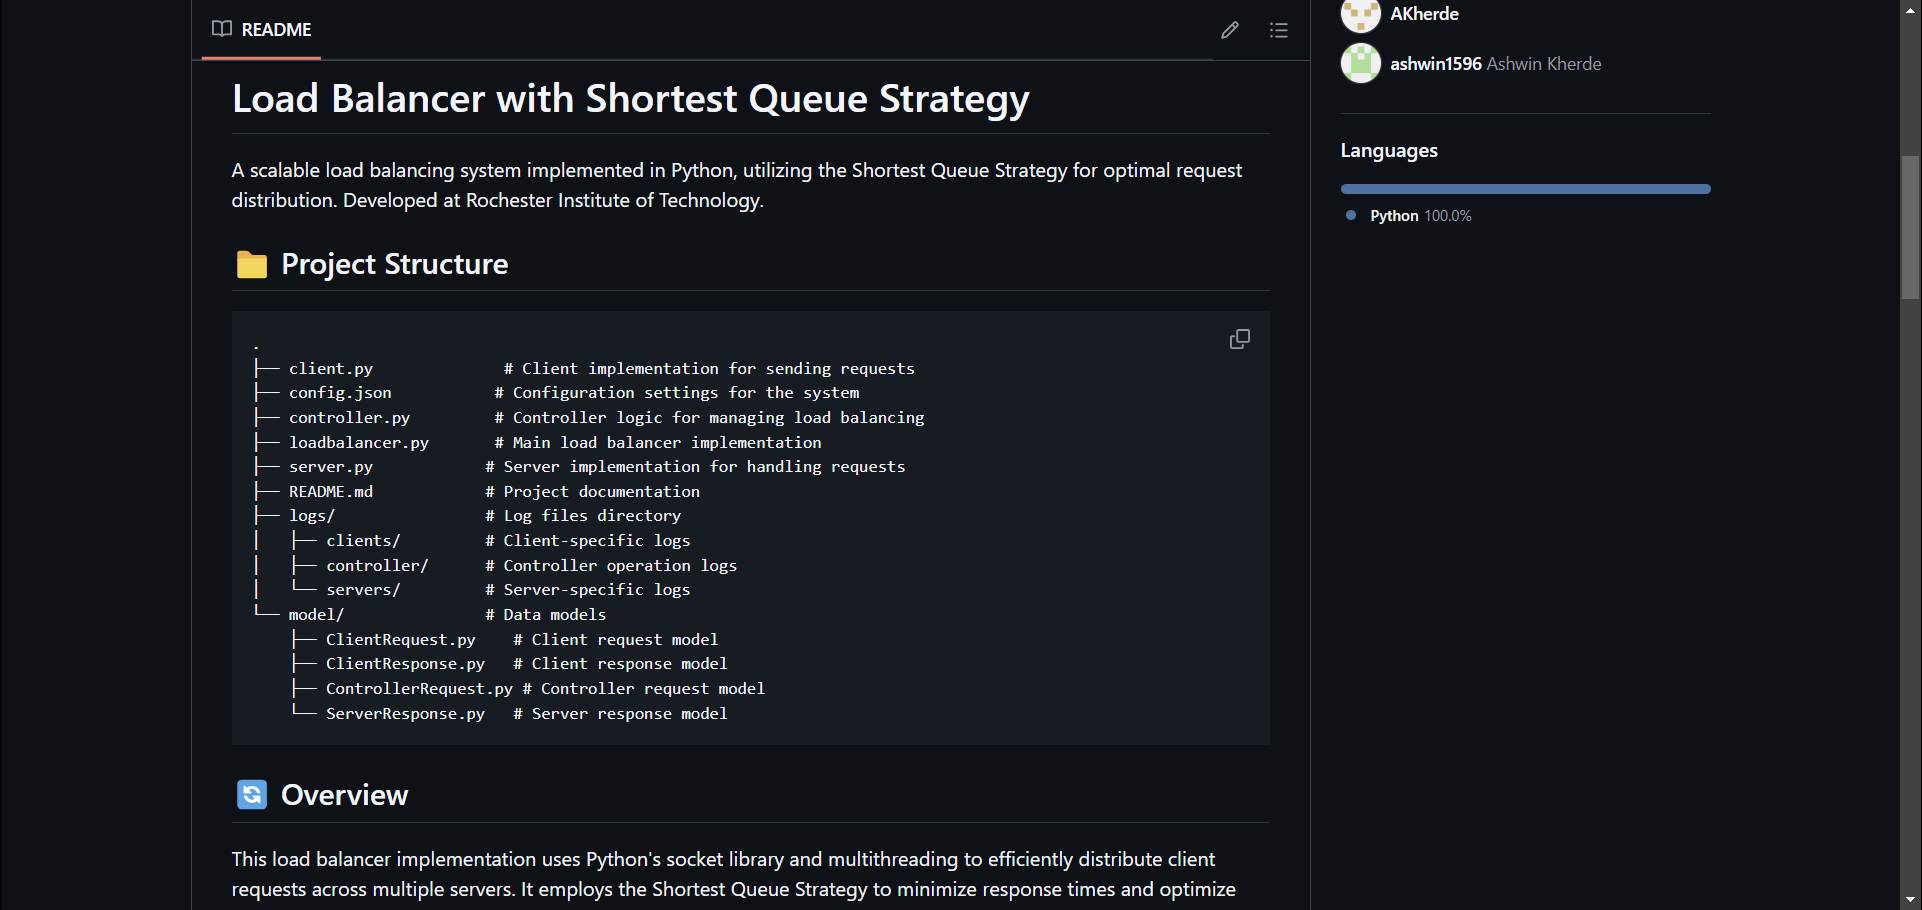 README
Load Balancer with Shortest Queue Strategy
A scalable load balancing system implemented in Python, utilizing the Shortest Queue Strategy for optimal request
distribution. Developed at Rochester Institute of Technology.
Project Structure
.
├── client.py              # Client implementation for sending requests
├── config.json           # Configuration settings for the system
├── controller.py         # Controller logic for managing load balancing
├── loadbalancer.py       # Main load balancer implementation
├── server.py            # Server implementation for handling requests
├── README.md            # Project documentation
├── logs/                # Log files directory
│   ├── clients/         # Client-specific logs
│   ├── controller/      # Controller operation logs
│   └── servers/         # Server-specific logs
└── model/               # Data models
    ├── ClientRequest.py    # Client request model
    ├── ClientResponse.py   # Client response model
    ├── ControllerRequest.py # Controller request model
    └── ServerResponse.py   # Server response model
Overview
This load balancer implementation uses Python's socket library and multithreading to efficiently distribute client
requests across multiple servers. It employs the Shortest Queue Strategy to minimize response times and optimize
AKherde
ashwin1596 Ashwin Kherde
Languages
Python 100.0%